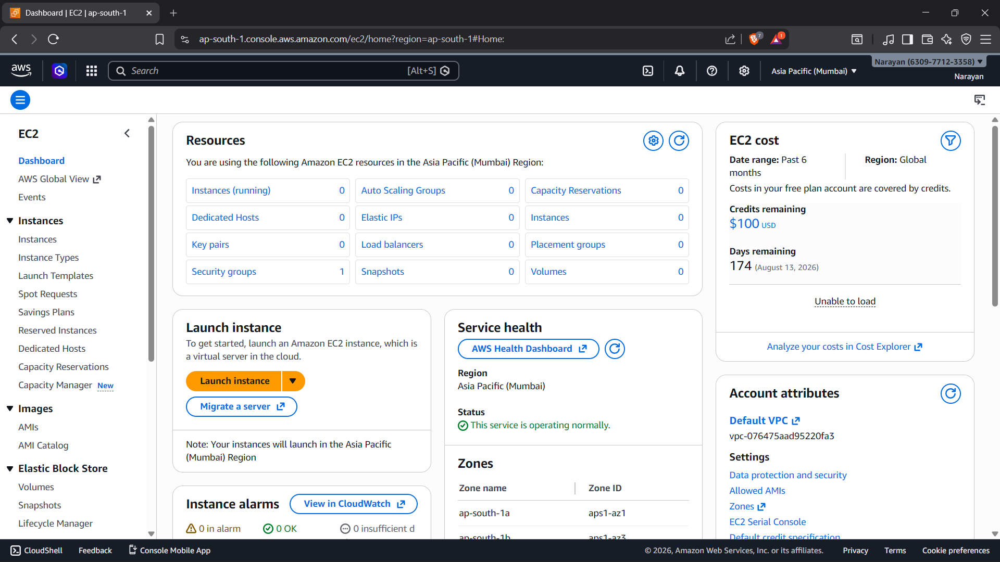 Dashboard | EC2 | ap-south-1
ap-south-1.console.aws.amazon.com/ec2/home?region=ap-south-1#Home:
7
1
aws
Search
[Alt+S]
Asia Pacific (Mumbai)
Narayan (6309-7712-3358)
Narayan
EC2
Dashboard
AWS Global View
Events
Instances
Instances
Instance Types
Launch Templates
Spot Requests
Savings Plans
Reserved Instances
Dedicated Hosts
Capacity Reservations
Capacity Manager New
Images
AMIs
AMI Catalog
Elastic Block Store
Volumes
Snapshots
Lifecycle Manager
Resources
You are using the following Amazon EC2 resources in the Asia Pacific (Mumbai) Region:
Instances (running) 0
Auto Scaling Groups 0
Capacity Reservations 0
Dedicated Hosts 0
Elastic IPs 0
Instances 0
Key pairs 0
Load balancers 0
Placement groups 0
Security groups 1
Snapshots 0
Volumes 0
Launch instance
To get started, launch an Amazon EC2 instance, which is
a virtual server in the cloud.
Launch instance
Migrate a server
Note: Your instances will launch in the Asia Pacific
(Mumbai) Region
Instance alarms
View in CloudWatch
0 in alarm
0 OK
0 insufficient d
Service health
AWS Health Dashboard
Region
Asia Pacific (Mumbai)
Status
This service is operating normally.
Zones
Zone name
Zone ID
ap-south-1a
aps1-az1
ap-south-1b
aps1-az3
EC2 cost
Date range: Past 6
months
Region: Global
Costs in your free plan account are covered by credits.
Credits remaining
$100 USD
Days remaining
174 (August 13, 2026)
Unable to load
Analyze your costs in Cost Explorer
Account attributes
Default VPC
vpc-076475aad95220fa3
Settings
Data protection and security
Allowed AMIs
Zones
EC2 Serial Console
Default credit specification
CloudShell
Feedback
Console Mobile App
© 2026, Amazon Web Services, Inc. or its affiliates.
Privacy
Terms
Cookie preferences